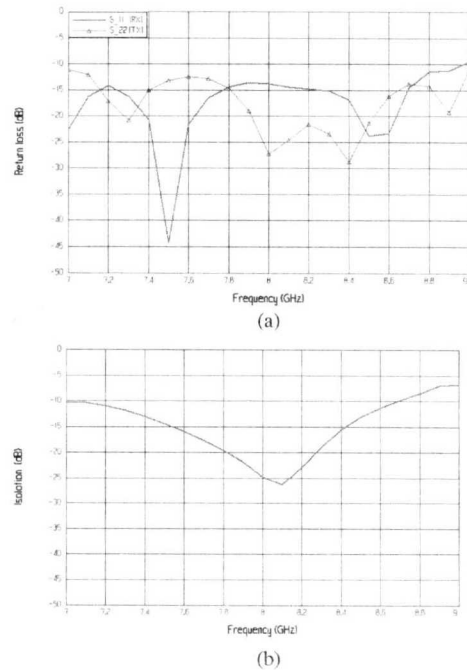 S_11 (Rx)
S_22 (Tx)
0
-5
-10
-15
-20
-25
-30
-35
-40
-45
-50
Return loss (dB)
7 7.2 7.4 7.6 7.8 8 8.2 8.4 8.6 8.8 9
Frequency (GHz)
(a)
0
-5
-10
-15
-20
-25
-30
-35
-40
-45
-50
Isolation (dB)
7 7.2 7.4 7.6 7.8 8 8.2 8.4 8.6 8.8 9
Frequency (GHz)
(b)